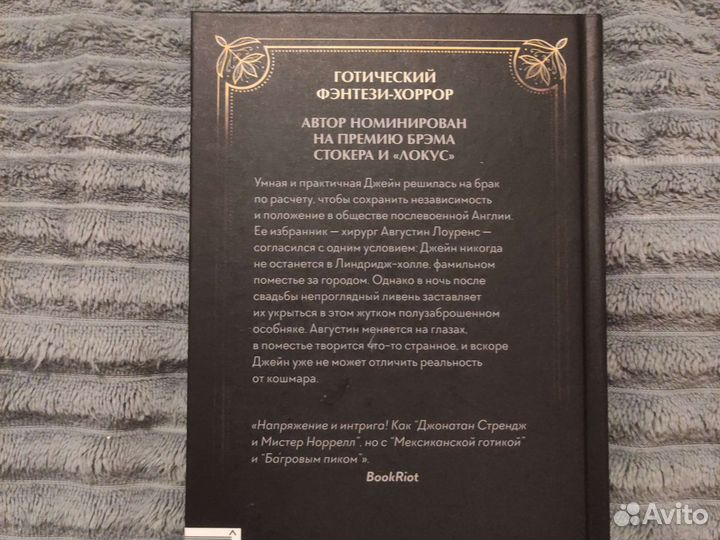 ГОТИЧЕСКИЙ
ФЭНТЕЗИ-ХОРРОР
АВТОР НОМИНИРОВАН
НА ПРЕМИЮ БРЭМА
СТОКЕРА И «ЛОКУС»
Умная и практичная Джейн решилась на брак
по расчету, чтобы сохранить независимость
и положение в обществе послевоенной Англии.
Ее избранник — хирург Августин Лоуренс —
согласился с одним условием: Джейн никогда
не останется в Линдридж-холле, фамильном
поместье за городом. Однако в ночь после
свадьбы непроглядный ливень заставляет
их укрыться в этом жутком полузаброшенном
особняке. Августин меняется на глазах,
в поместье творится что-то странное, и вскоре
Джейн уже не может отличить реальность
от кошмара.
«Напряжение и интрига! Как "Джонатан Стрендж
и Мистер Норрелл", но с "Мексиканской готикой"
и "Багровым пиком"».
BookRiot
Avito